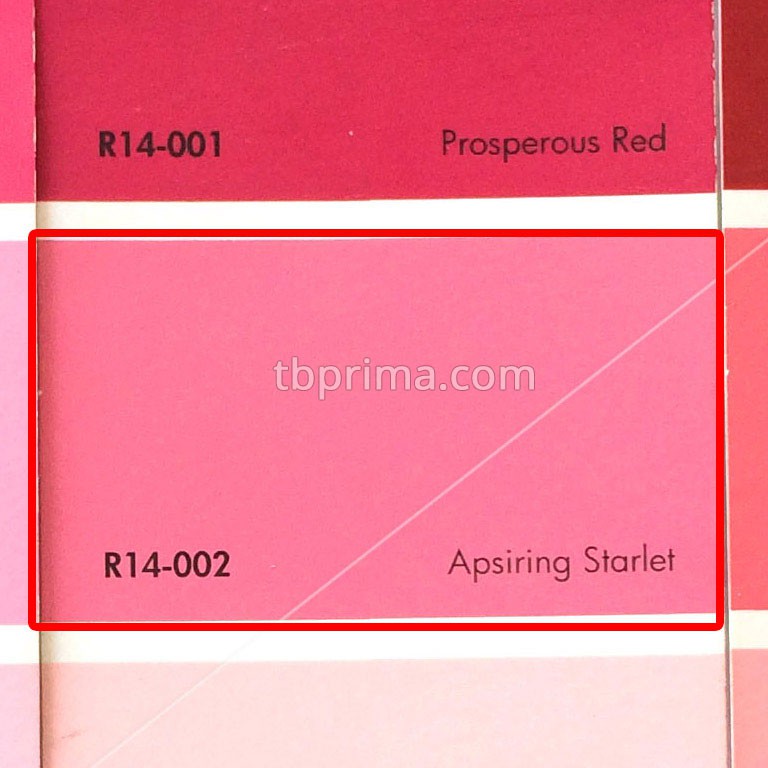 R14-001 Prosperous Red
tbprima.com
R14-002 Apsiring Starlet